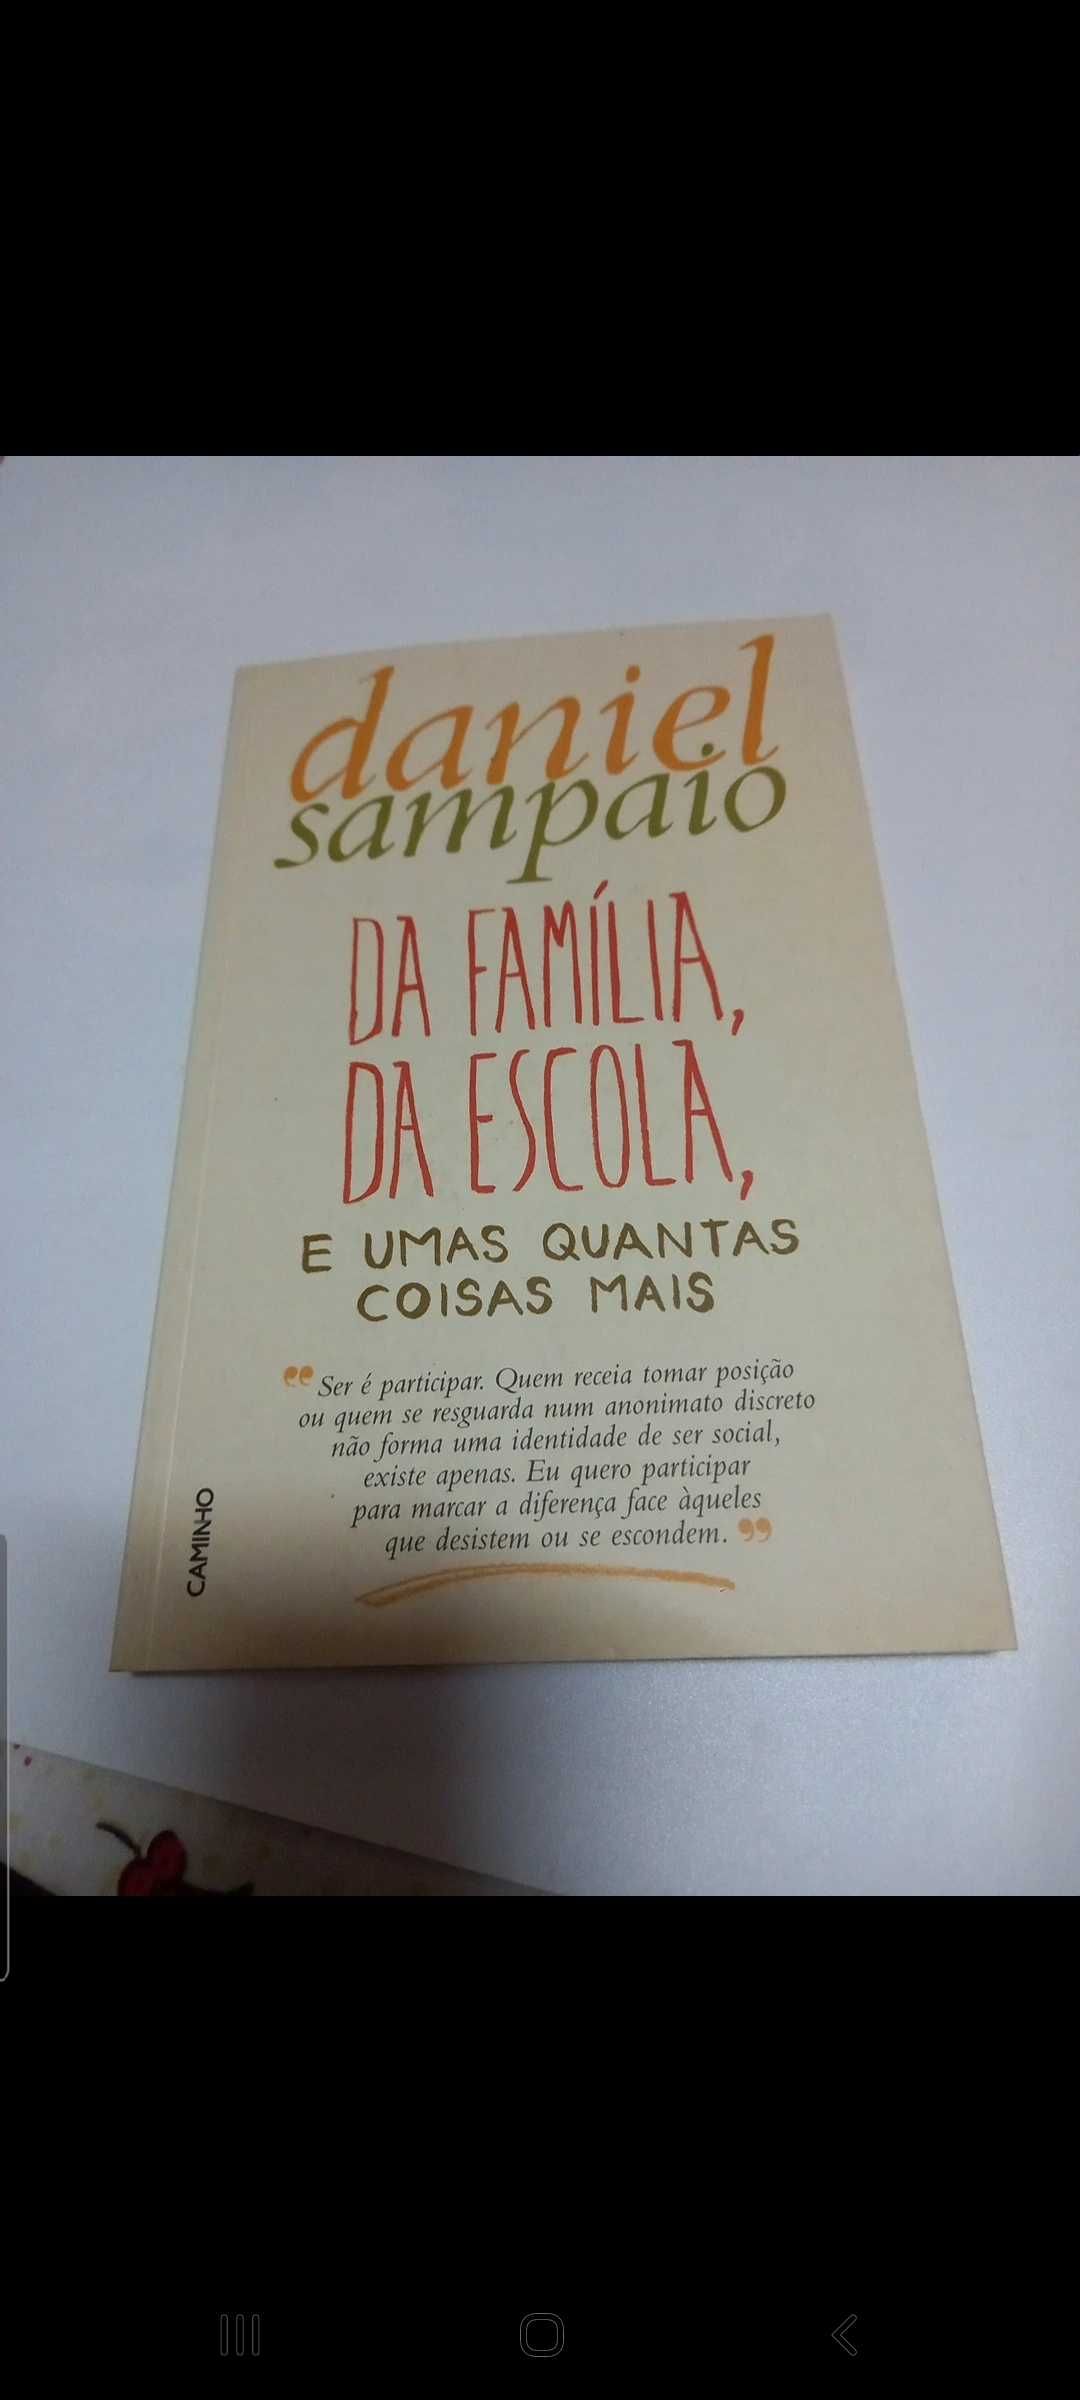 daniel
sampaio
DA FAMÍLIA,
DA ESCOLA,
E UMAS QUANTAS
COISAS MAIS
❝Ser é participar. Quem receia tomar posição
ou quem se resguarda num anonimato discreto
não forma uma identidade de ser social,
existe apenas. Eu quero participar
para marcar a diferença face àqueles
que desistem ou se escondem.❞
CAMINHO